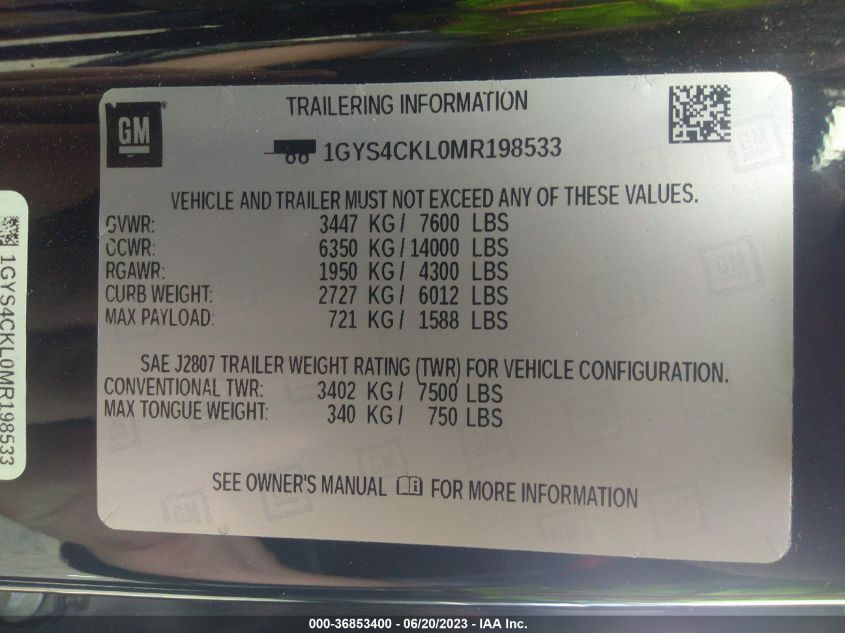 GM
TRAILERING INFORMATION
1GYS4CKL0MR198533
VEHICLE AND TRAILER MUST NOT EXCEED ANY OF THESE VALUES.
GVWR: 3447 KG/ 7600 LBS
GCWR: 6350 KG/14000 LBS
RGAWR: 1950 KG/ 4300 LBS
CURB WEIGHT: 2727 KG/ 6012 LBS
MAX PAYLOAD: 721 KG/ 1588 LBS
SAE J2807 TRAILER WEIGHT RATING (TWR) FOR VEHICLE CONFIGURATION.
CONVENTIONAL TWR: 3402 KG/ 7500 LBS
MAX TONGUE WEIGHT: 340 KG/ 750 LBS
SEE OWNER'S MANUAL FOR MORE INFORMATION
1GYS4CKL0MR198533
000-36853400 - 06/20/2023 - IAA Inc.